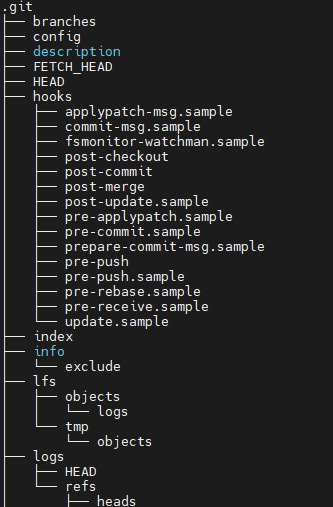 .git
├── branches
├── config
├── description
├── FETCH_HEAD
├── HEAD
├── hooks
│   ├── applypatch-msg.sample
│   ├── commit-msg.sample
│   ├── fsmonitor-watchman.sample
│   ├── post-checkout
│   ├── post-commit
│   ├── post-merge
│   ├── post-update.sample
│   ├── pre-applypatch.sample
│   ├── pre-commit.sample
│   ├── prepare-commit-msg.sample
│   ├── pre-push
│   ├── pre-push.sample
│   ├── pre-rebase.sample
│   ├── pre-receive.sample
│   └── update.sample
├── index
├── info
│   └── exclude
├── lfs
│   ├── objects
│   │   └── logs
│   └── tmp
│       └── objects
├── logs
│   ├── HEAD
│   └── refs
│       ├── heads